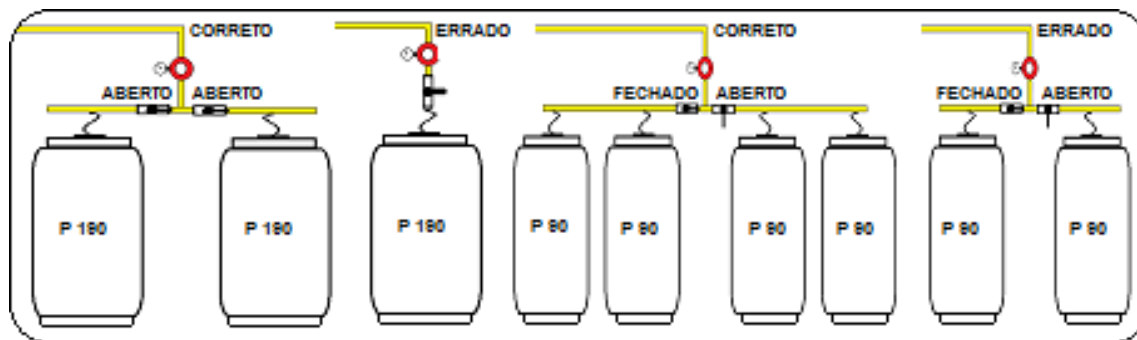 CORRETO ERRADO CORRETO ERRADO
ABERTO ABERTO FECHADO ABERTO FECHADO ABERTO
P 190 P 190 P 190 P 90 P 90 P 90 P 90 P 90 P 90